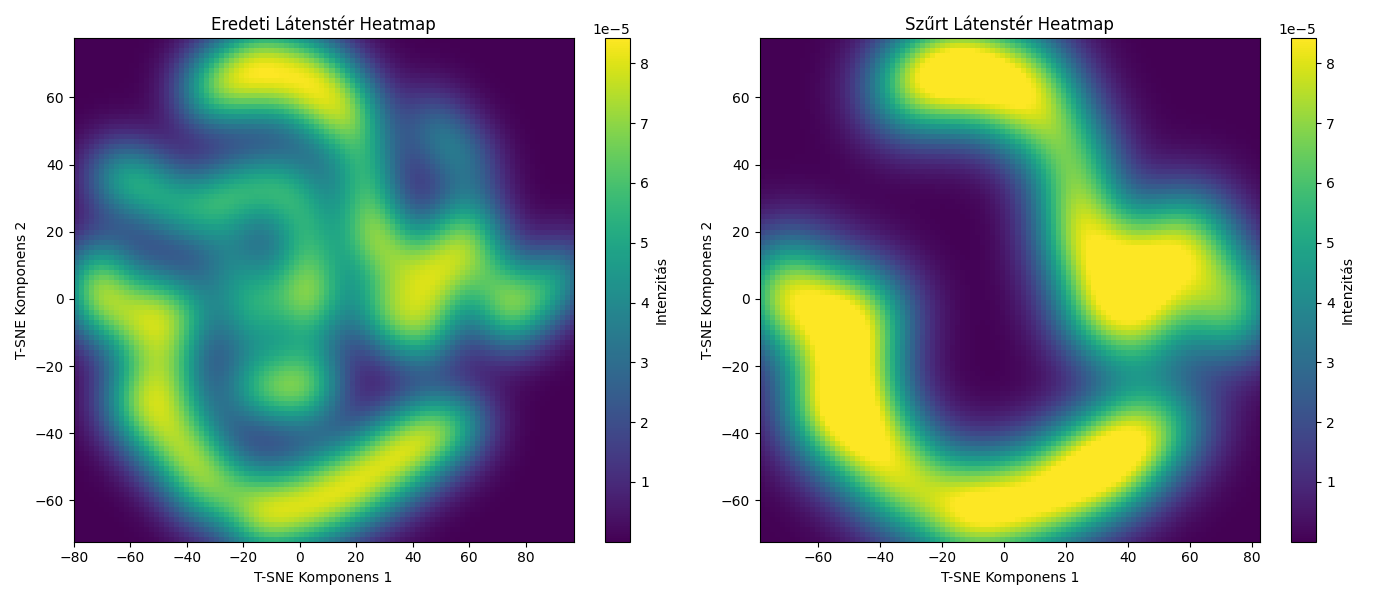 Eredeti Látenstér Heatmap
T-SNE Komponens 2
60
40
20
0
−20
−40
−60
−80 −60 −40 −20 0 20 40 60 80
T-SNE Komponens 1
1e−5
8
7
6
5
4
3
2
1
Intenzitás
Szűrt Látenstér Heatmap
T-SNE Komponens 2
60
40
20
0
−20
−40
−60
−60 −40 −20 0 20 40 60 80
T-SNE Komponens 1
1e−5
8
7
6
5
4
3
2
1
Intenzitás